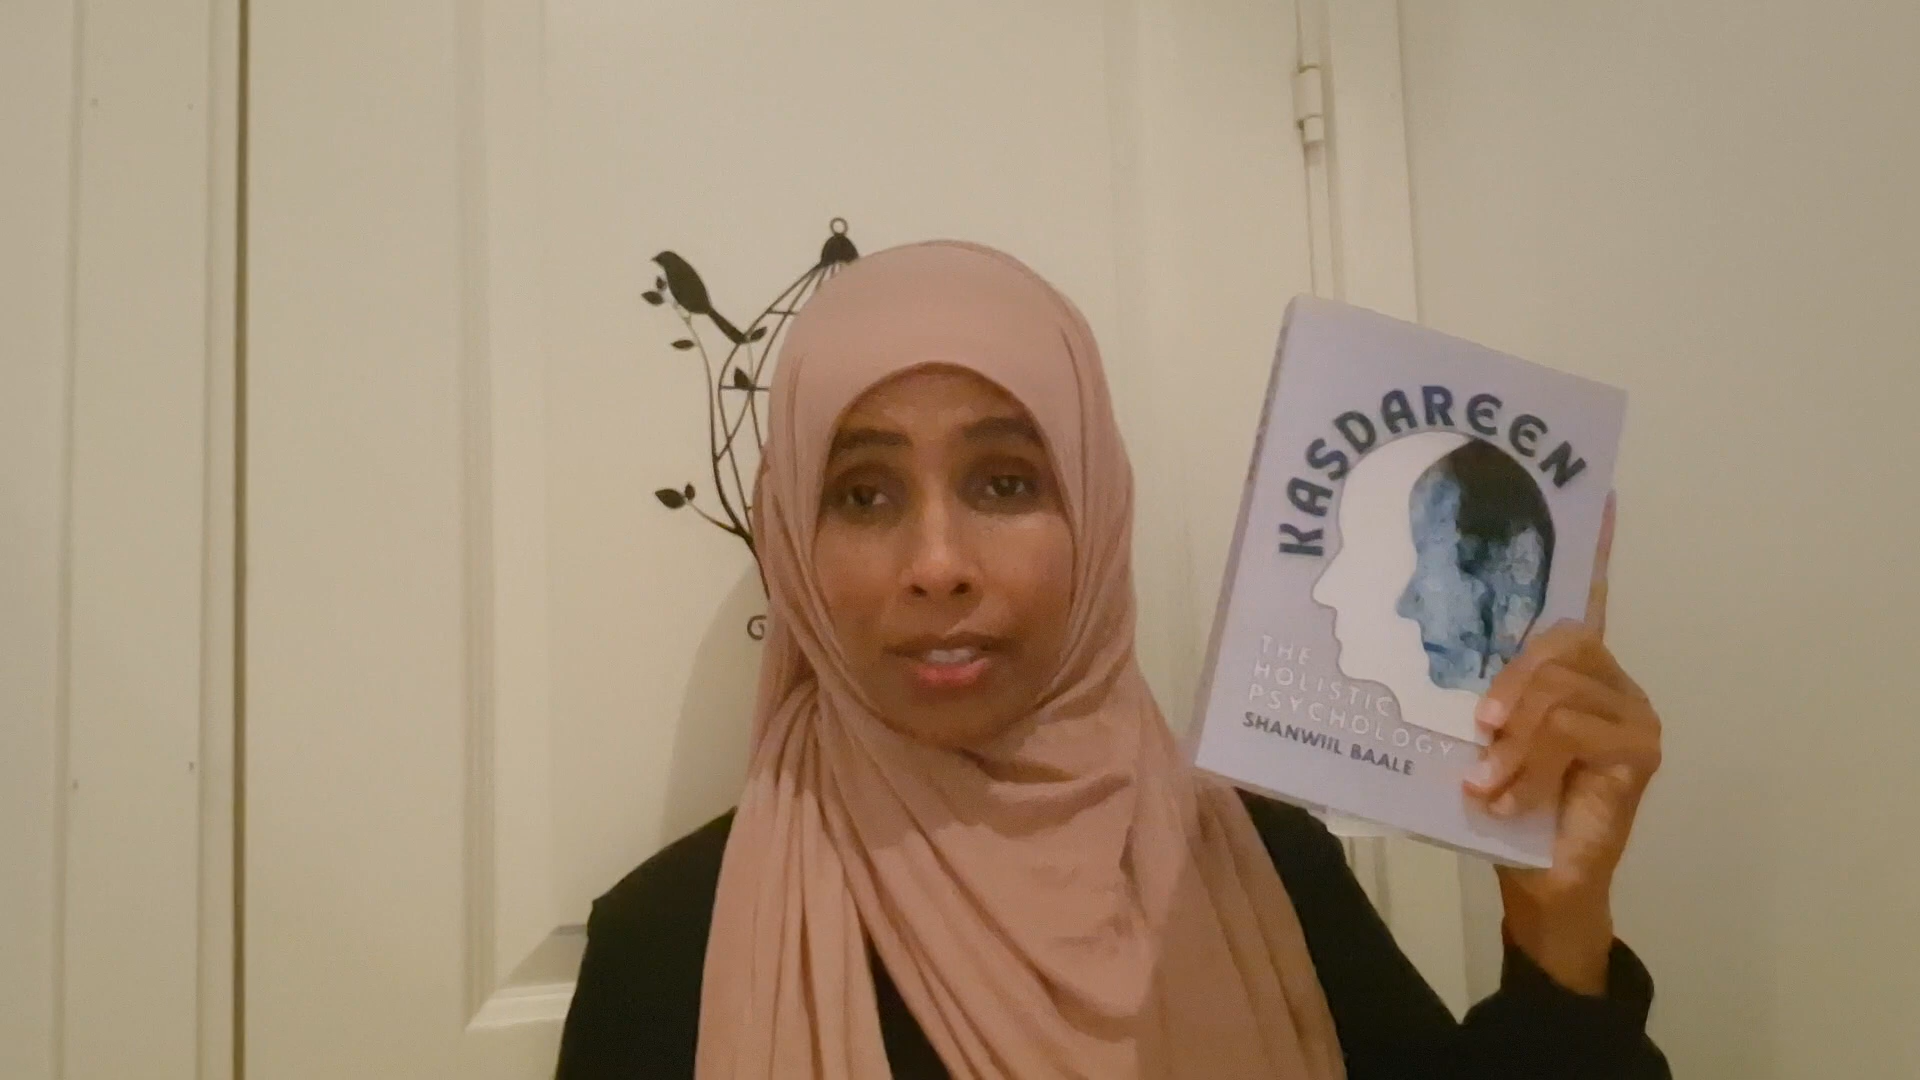 KASDAREEN
THE
HOLISTIC
PSYCHOLOGY
SHANWIIL BAALE